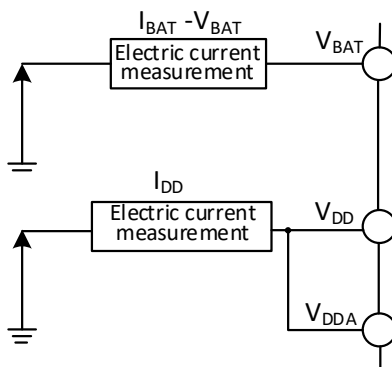 I_BAT -V_BAT
Electric current
measurement
V_BAT
I_DD
Electric current
measurement
V_DD
V_DDA